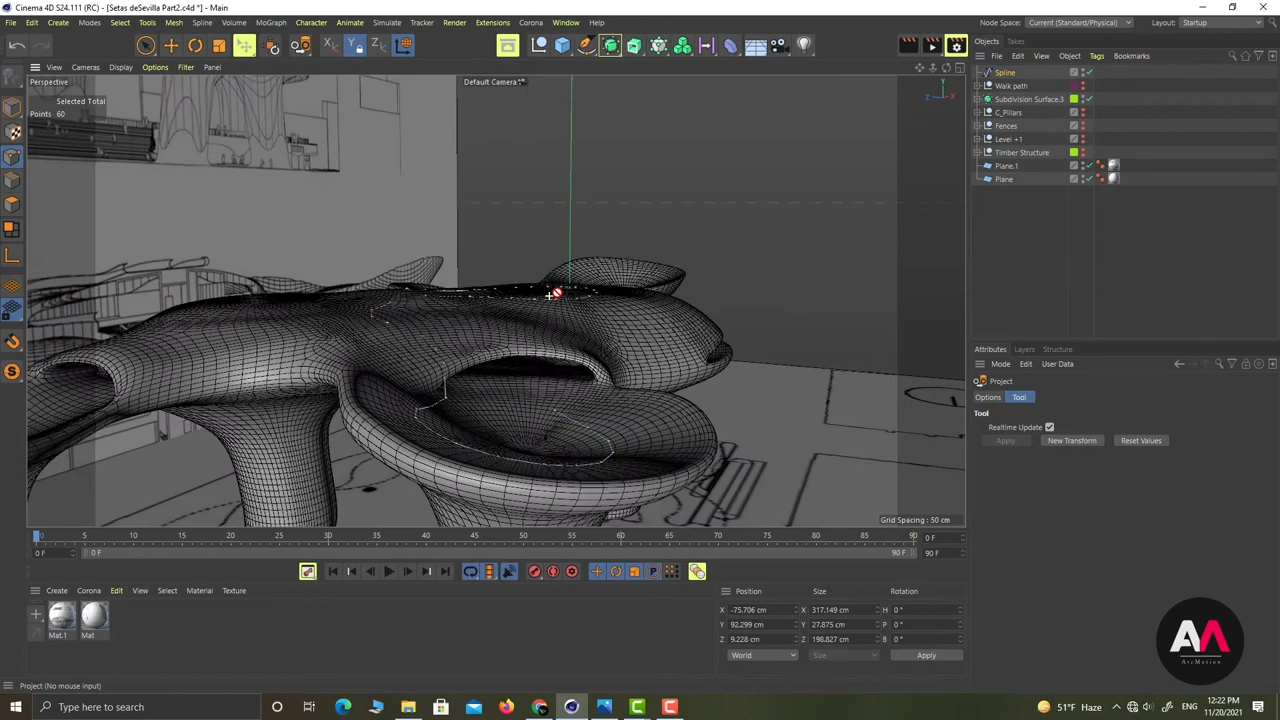 Cinema 4D S24.111 (RC) - [Setas deSevilla Part2.c4d *] - Main
File Edit Create Modes Select Tools Mesh Spline Volume MoGraph Character Animate Simulate Tracker Render Extensions Corona Window Help
Node Space: Current (Standard/Physical) Layout: Startup
X Y Z
Objects Takes
File Edit View Object Tags Bookmarks
View Cameras Display Options Filter Panel
Perspective
Default Camera
Selected Total
Points 60
Y
Z X
Spline
Walk path
Subdivision Surface.3
C_Pillars
Fences
Level +1
Timber Structure
Plane.1
Plane
Attributes Layers Structure
Mode Edit User Data
Project
Options Tool
Tool
Realtime Update
Apply New Transform Reset Values
Grid Spacing : 50 cm
0 5 10 15 20 25 30 35 40 45 50 55 60 65 70 75 80 85 90 0 F
0 F 0 F 90 F 90 F
Create Corona Edit View Select Material Texture
Mat.1 Mat
Position Size Rotation
X -75.706 cm X 317.149 cm H 0 °
Y 92.299 cm Y 27.875 cm P 0 °
Z 9.228 cm Z 198.827 cm B 0 °
World Size Apply
Project (No mouse input)
ArcMotion
Type here to search
51°F Haze
12:22 PM
11/20/2021